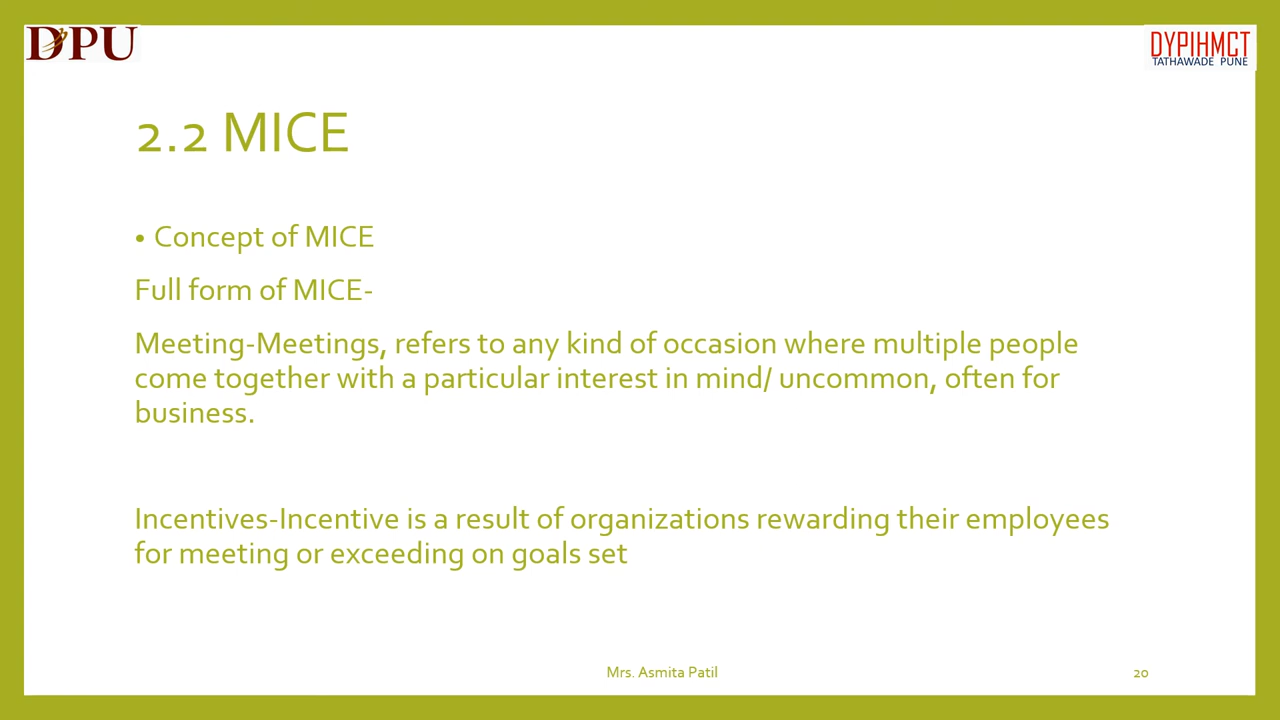 DPU
DYPIHMCT
TATHAWADE PUNE
2.2 MICE
• Concept of MICE
Full form of MICE-
Meeting-Meetings, refers to any kind of occasion where multiple people
come together with a particular interest in mind/ uncommon, often for
business.
Incentives-Incentive is a result of organizations rewarding their employees
for meeting or exceeding on goals set
Mrs. Asmita Patil
20